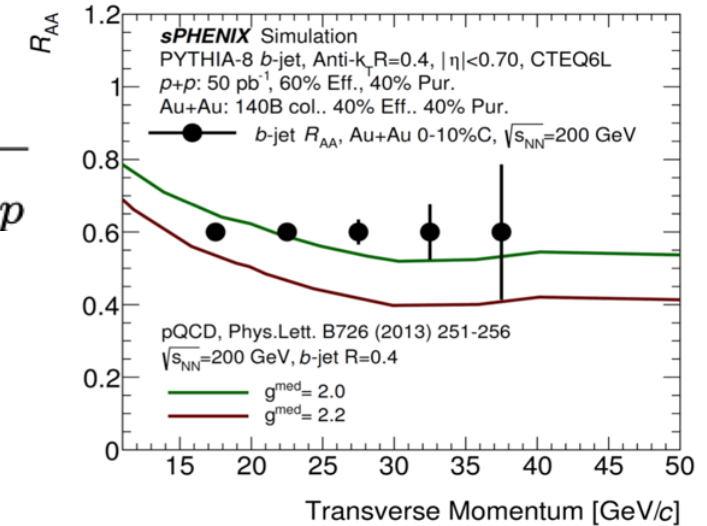 R_AA
1.2
1
0.8
0.6
0.4
0.2
0
sPHENIX Simulation
PYTHIA-8 b-jet, Anti-k_T R=0.4, |η|<0.70, CTEQ6L
p+p: 50 pb⁻¹, 60% Eff., 40% Pur.
Au+Au: 140B col.. 40% Eff.. 40% Pur.
b-jet R_AA, Au+Au 0-10%C, √s_NN=200 GeV
p
pQCD, Phys.Lett. B726 (2013) 251-256
√s_NN=200 GeV, b-jet R=0.4
g^med= 2.0
g^med= 2.2
15 20 25 30 35 40 45 50
Transverse Momentum [GeV/c]